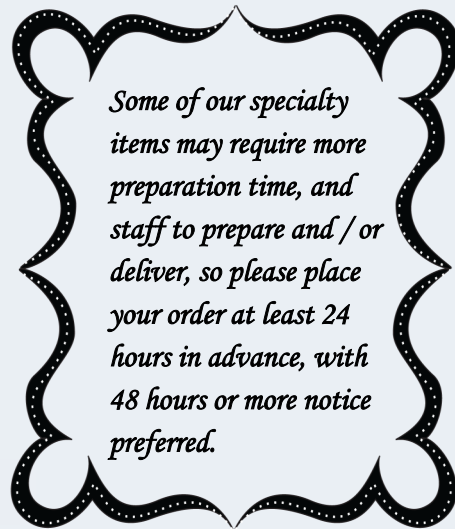 Some of our specialty
items may require more
preparation time, and
staff to prepare and / or
deliver, so please place
your order at least 24
hours in advance, with
48 hours or more notice
preferred.